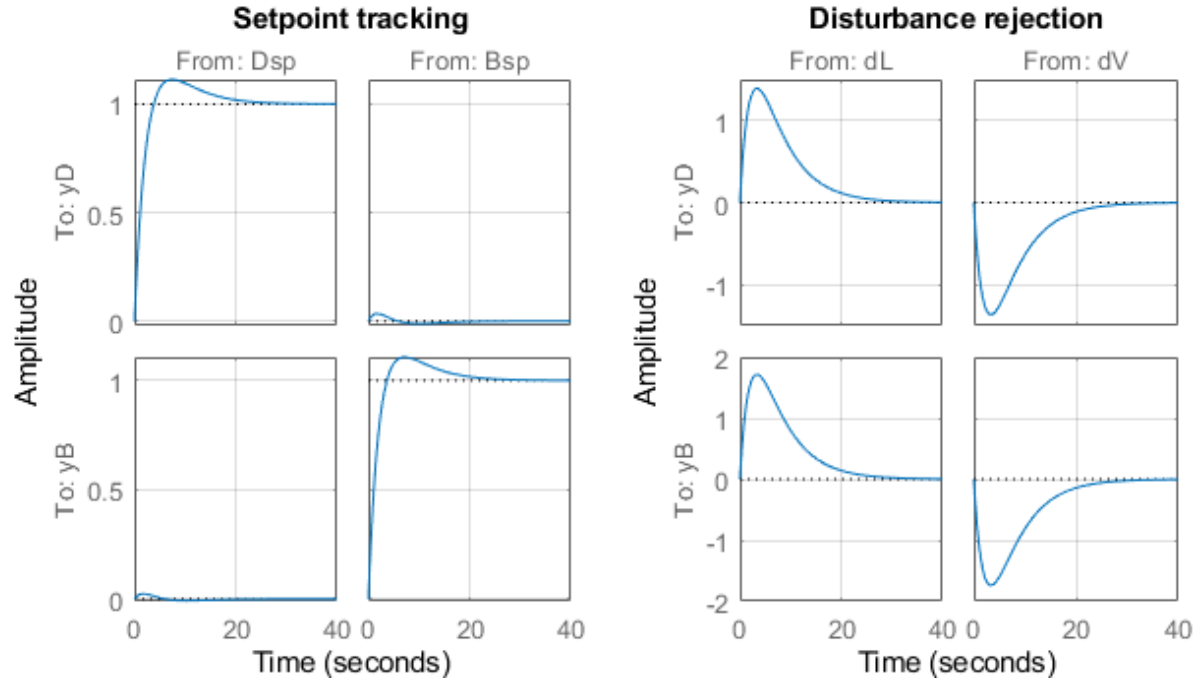 Setpoint tracking
From: Dsp
From: Bsp
To: yD
1
0.5
0
To: yB
1
0.5
0
Amplitude
0 20 40
0 20 40
Time (seconds)
Disturbance rejection
From: dL
From: dV
To: yD
1
0
-1
To: yB
2
1
0
-1
-2
Amplitude
0 20 40
0 20 40
Time (seconds)